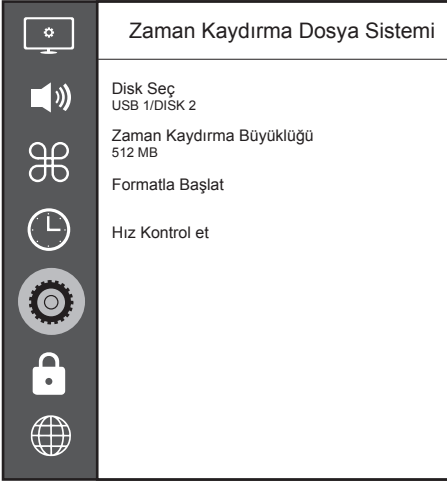 Zaman Kaydırma Dosya Sistemi
Disk Seç
USB 1/DISK 2
Zaman Kaydırma Büyüklüğü
512 MB
Formatla Başlat
Hız Kontrol et